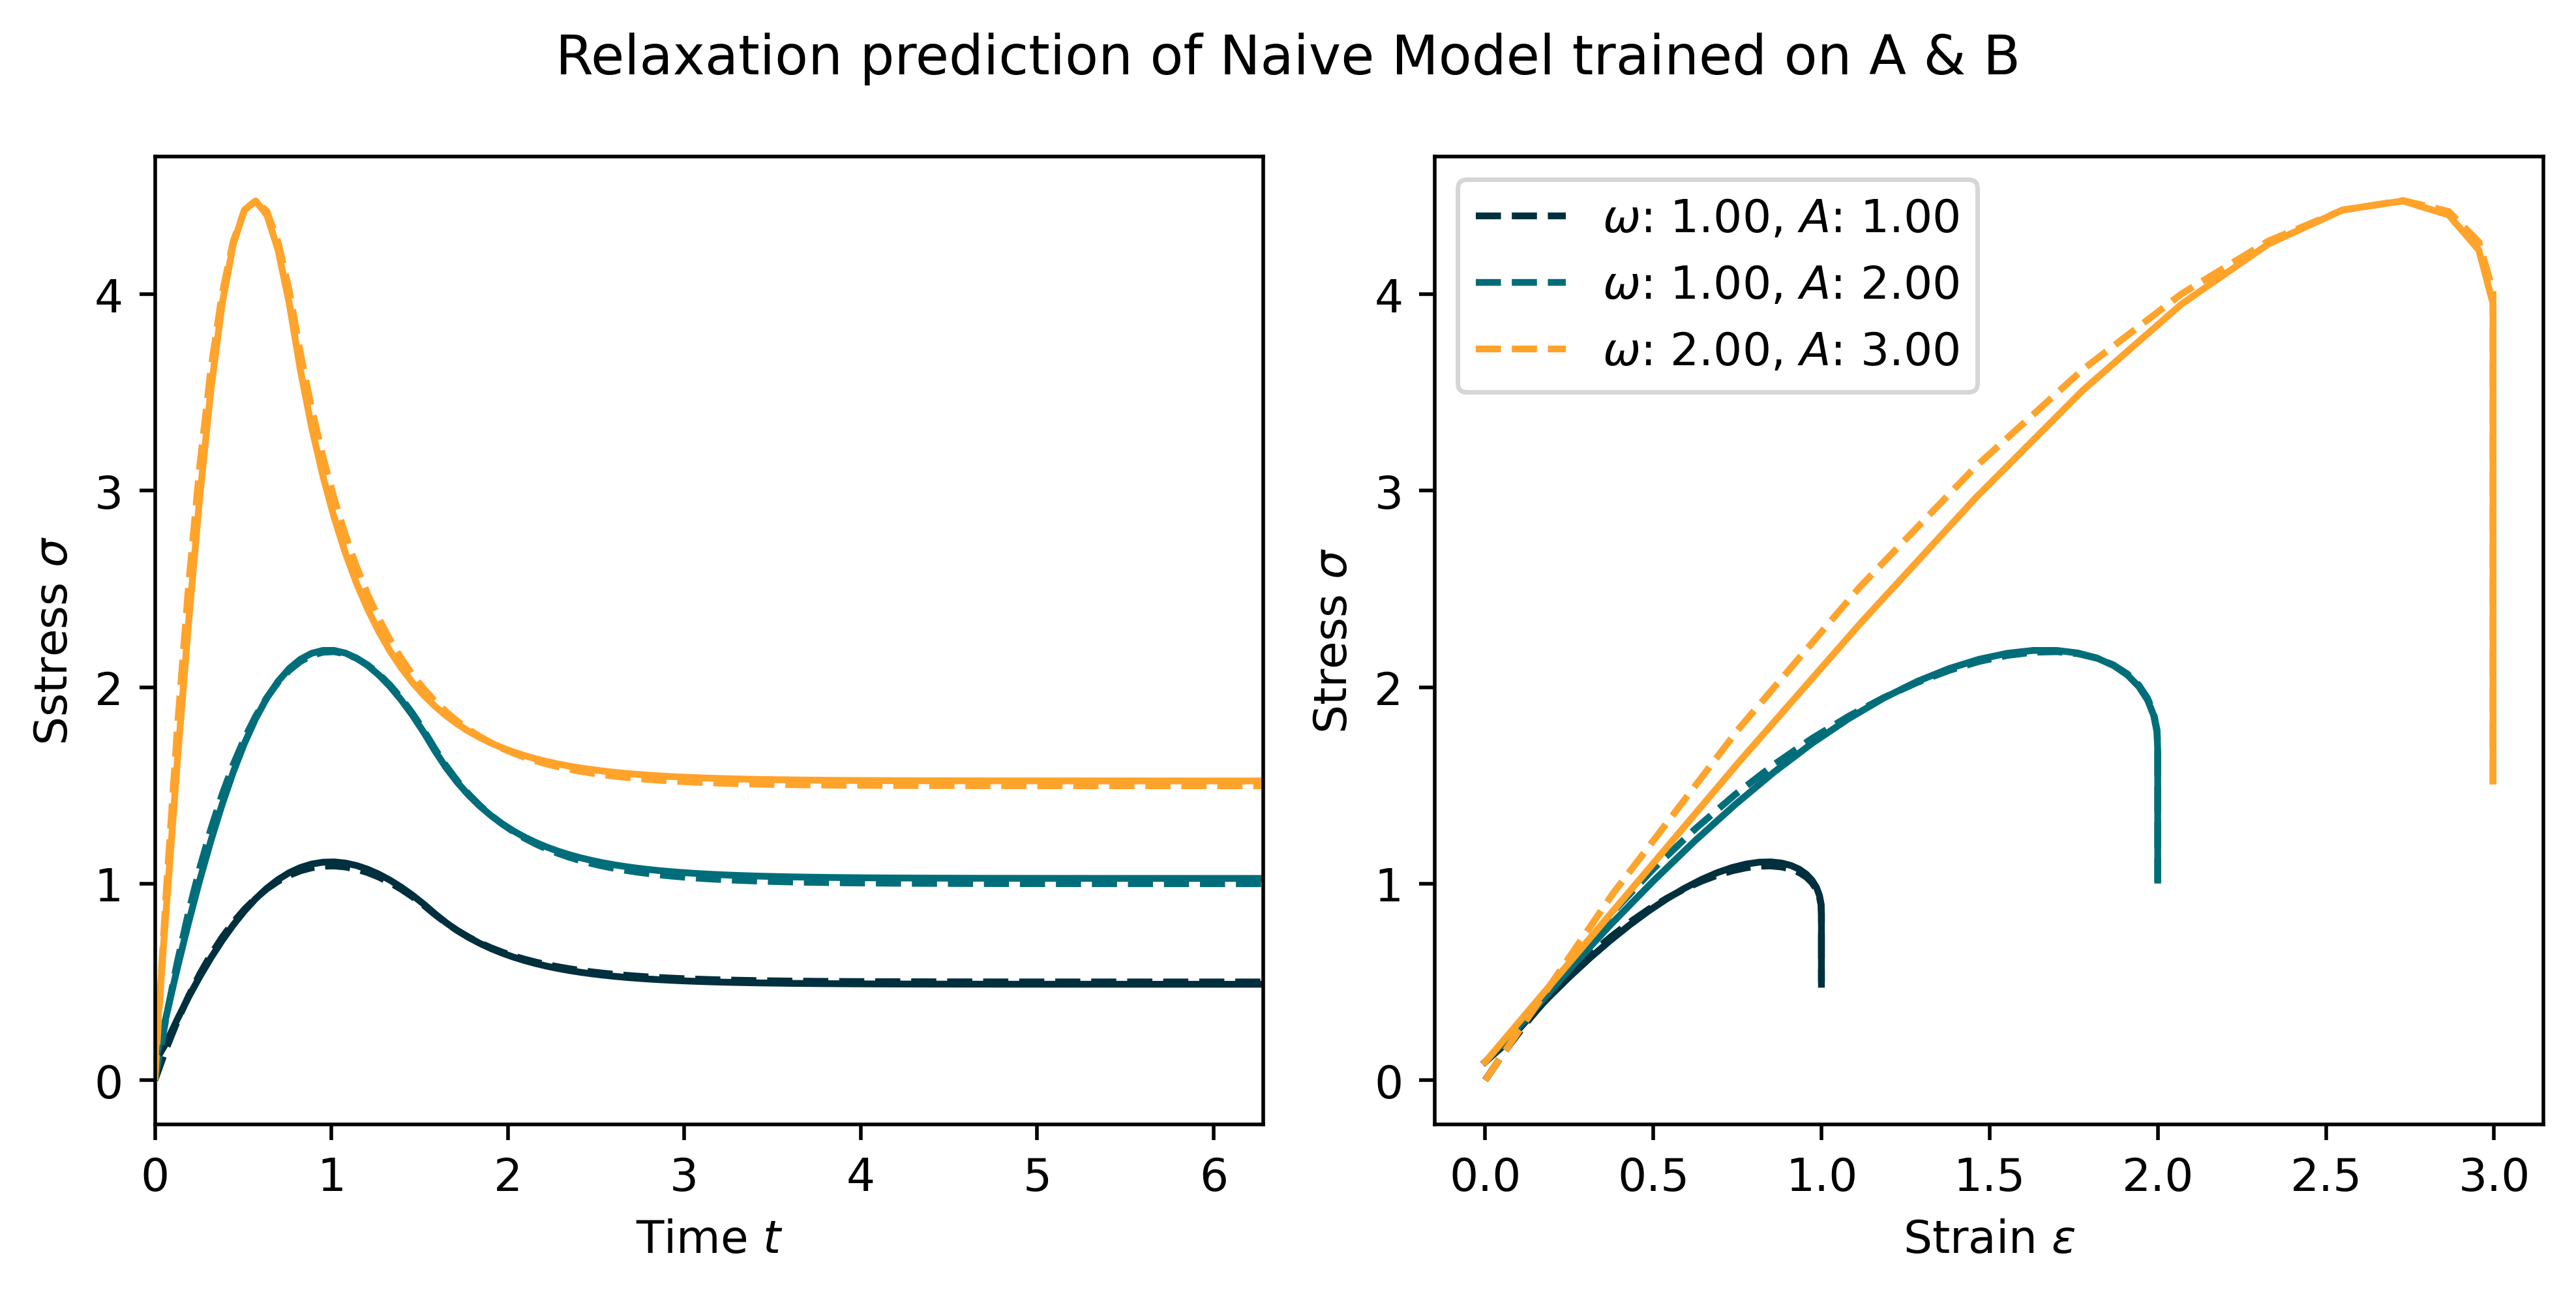 Relaxation prediction of Naive Model trained on A & B
Sstress σ
4
3
2
1
0
0 1 2 3 4 5 6
Time t
Stress σ
4
3
2
1
0
ω: 1.00, A: 1.00
ω: 1.00, A: 2.00
ω: 2.00, A: 3.00
0.0 0.5 1.0 1.5 2.0 2.5 3.0
Strain ε